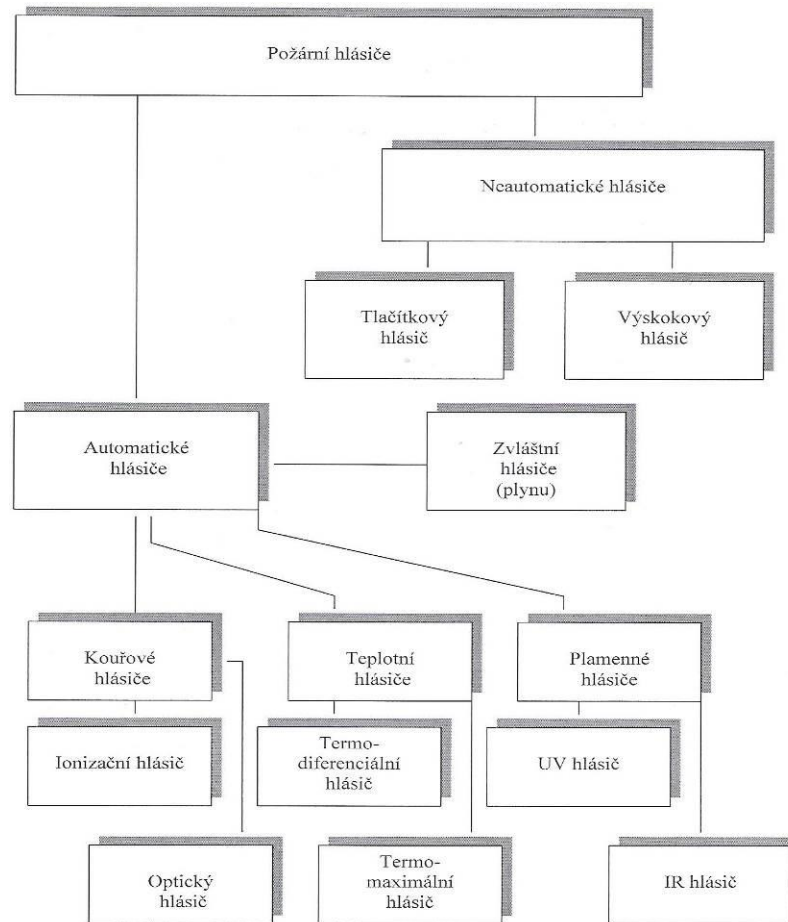 Požární hlásiče
Neautomatické hlásiče
Tlačítkový
hlásič
Výskokový
hlásič
Automatické
hlásiče
Zvláštní
hlásiče
(plynu)
Kouřové
hlásiče
Teplotní
hlásiče
Plamenné
hlásiče
Ionizační hlásič
Termo-
diferenciální
hlásič
UV hlásič
Optický
hlásič
Termo-
maximální
hlásič
IR hlásič